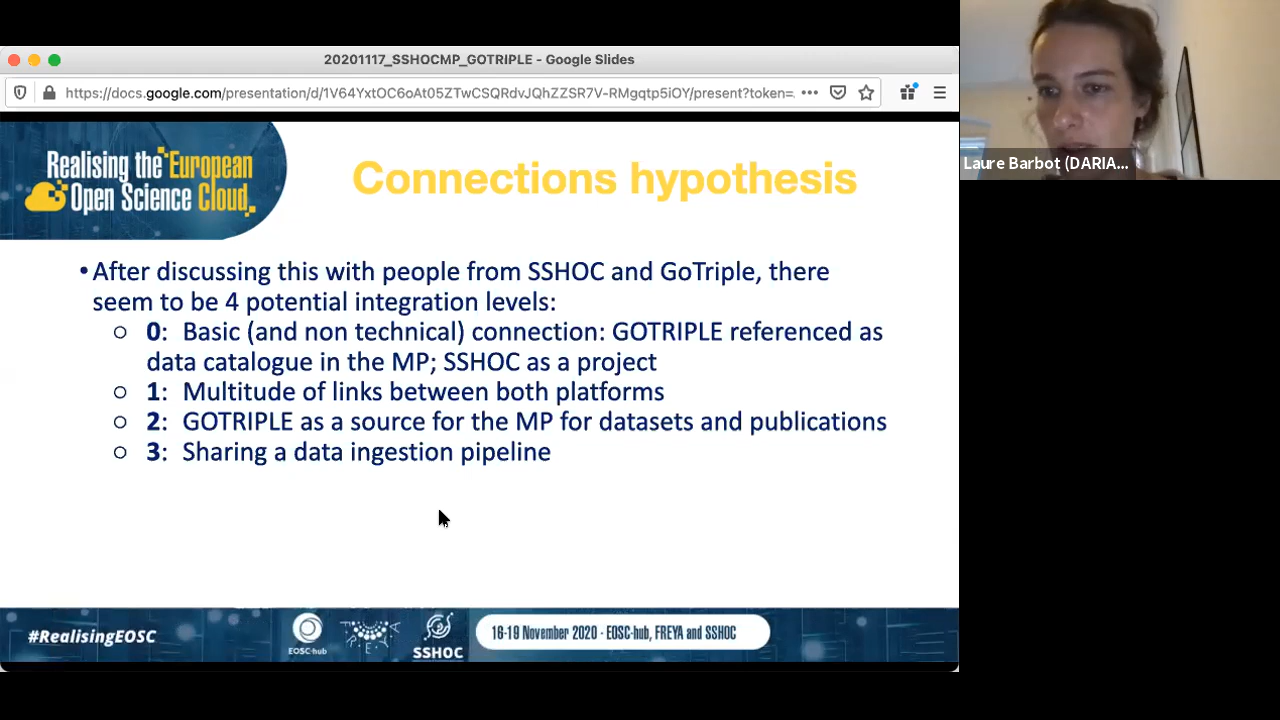 20201117_SSHOCMP_GOTRIPLE - Google Slides
https://docs.google.com/presentation/d/1V64YxtOC6oAt05ZTwCSQRdvJQhZZSR7V-RMgqtp5iOY/present?token=
Laure Barbot (DARIA...
Realising the European
Open Science Cloud
Connections hypothesis
• After discussing this with people from SSHOC and GoTriple, there
seem to be 4 potential integration levels:
○ 0: Basic (and non technical) connection: GOTRIPLE referenced as
data catalogue in the MP; SSHOC as a project
○ 1: Multitude of links between both platforms
○ 2: GOTRIPLE as a source for the MP for datasets and publications
○ 3: Sharing a data ingestion pipeline
#RealisingEOSC
EOSC-hub
FREYA
SSHOC
16-19 November 2020 · EOSC-hub, FREYA and SSHOC